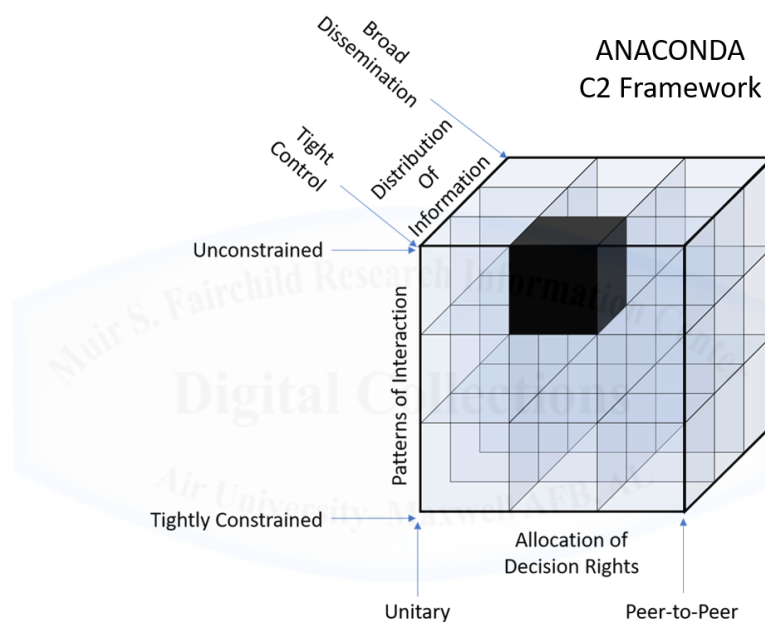 ANACONDA
C2 Framework
Broad
Dissemination
Tight
Control
Distribution
Of
Information
Unconstrained
Patterns of Interaction
Tightly Constrained
Allocation of
Decision Rights
Unitary
Peer-to-Peer
Muir S. Fairchild Research Information Center
Digital Collections
Air University Maxwell AFB, AL